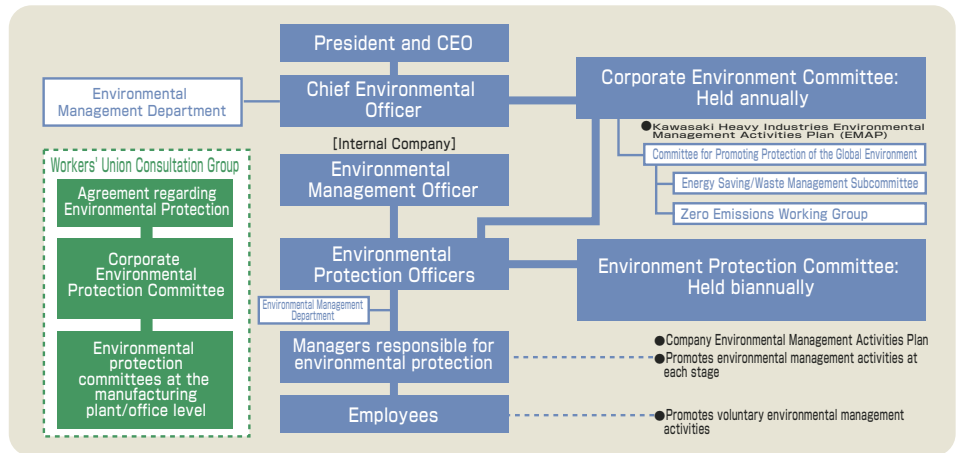 President and CEO
Environmental
Management Department
Chief Environmental
Officer
Corporate Environment Committee:
Held annually
●Kawasaki Heavy Industries Environmental
Management Activities Plan (EMAP)
Committee for Promoting Protection of the Global Environment
Energy Saving/Waste Management Subcommittee
Zero Emissions Working Group
[Internal Company]
Environmental
Management Officer
Workers' Union Consultation Group
Agreement regarding
Environmental Protection
Corporate
Environmental
Protection Committee
Environmental
protection
committees at the
manufacturing
plant/office level
Environmental
Protection Officers
Environment Protection Committee:
Held biannually
Environmental Management
Department
Managers responsible for
environmental protection
●Company Environmental Management Activities Plan
●Promotes environmental management activities at
each stage
Employees
●Promotes voluntary environmental management
activities